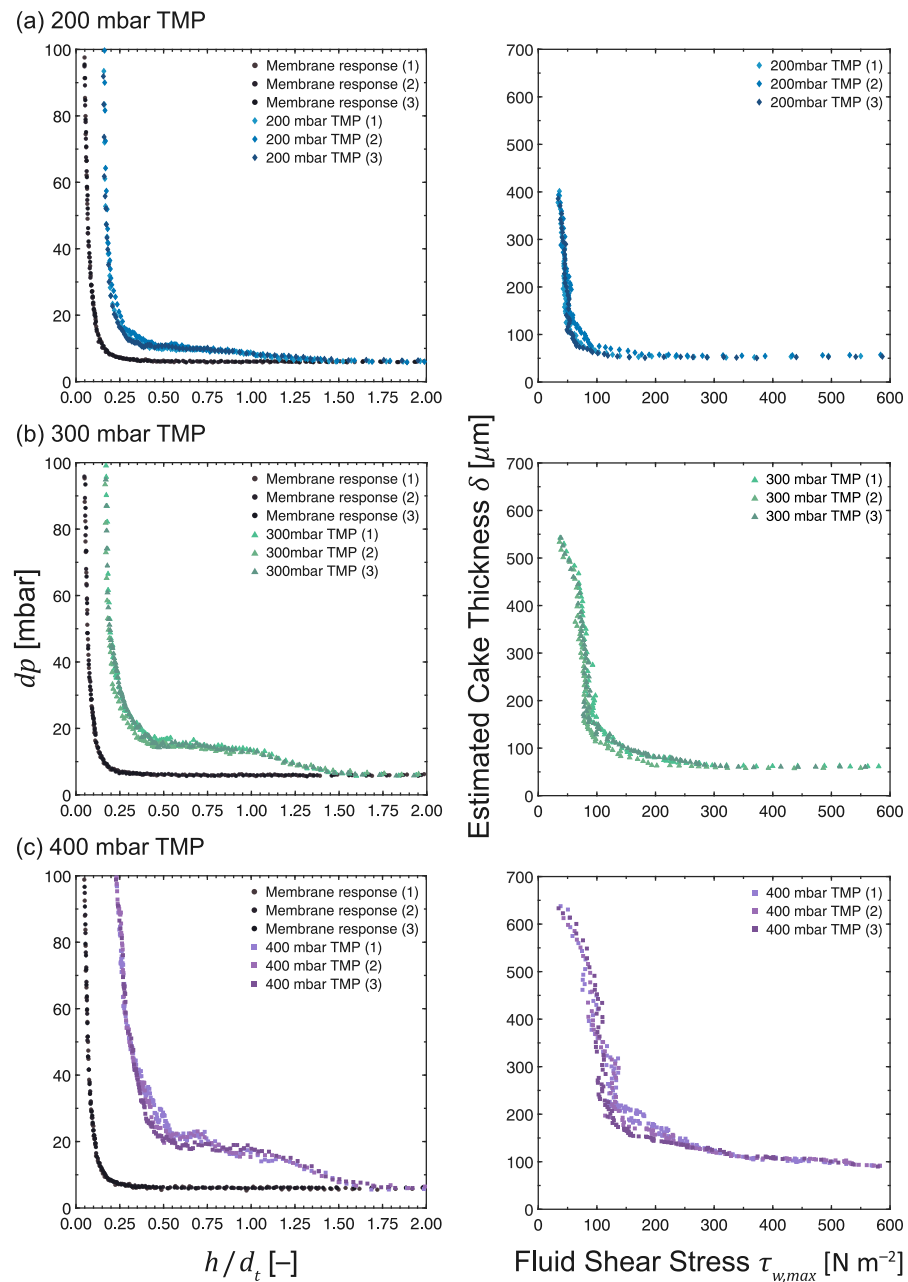 (a) 200 mbar TMP
100
80
60
40
20
0
0.00 0.25 0.50 0.75 1.00 1.25 1.50 1.75 2.00
Membrane response (1)
Membrane response (2)
Membrane response (3)
200 mbar TMP (1)
200 mbar TMP (2)
200 mbar TMP (3)
700
600
500
400
300
200
100
0
0 100 200 300 400 500 600
200mbar TMP (1)
200mbar TMP (2)
200mbar TMP (3)
(b) 300 mbar TMP
100
80
60
40
20
0
0.00 0.25 0.50 0.75 1.00 1.25 1.50 1.75 2.00
Membrane response (1)
Membrane response (2)
Membrane response (3)
300mbar TMP (1)
300mbar TMP (2)
300mbar TMP (3)
dp [mbar]
Estimated Cake Thickness δ [μm]
700
600
500
400
300
200
100
0
0 100 200 300 400 500 600
300 mbar TMP (1)
300 mbar TMP (2)
300 mbar TMP (3)
(c) 400 mbar TMP
100
80
60
40
20
0
0.00 0.25 0.50 0.75 1.00 1.25 1.50 1.75 2.00
Membrane response (1)
Membrane response (2)
Membrane response (3)
400 mbar TMP (1)
400 mbar TMP (2)
400 mbar TMP (3)
h / d_t [–]
700
600
500
400
300
200
100
0
0 100 200 300 400 500 600
400 mbar TMP (1)
400 mbar TMP (2)
400 mbar TMP (3)
Fluid Shear Stress τ_w,max [N m⁻²]